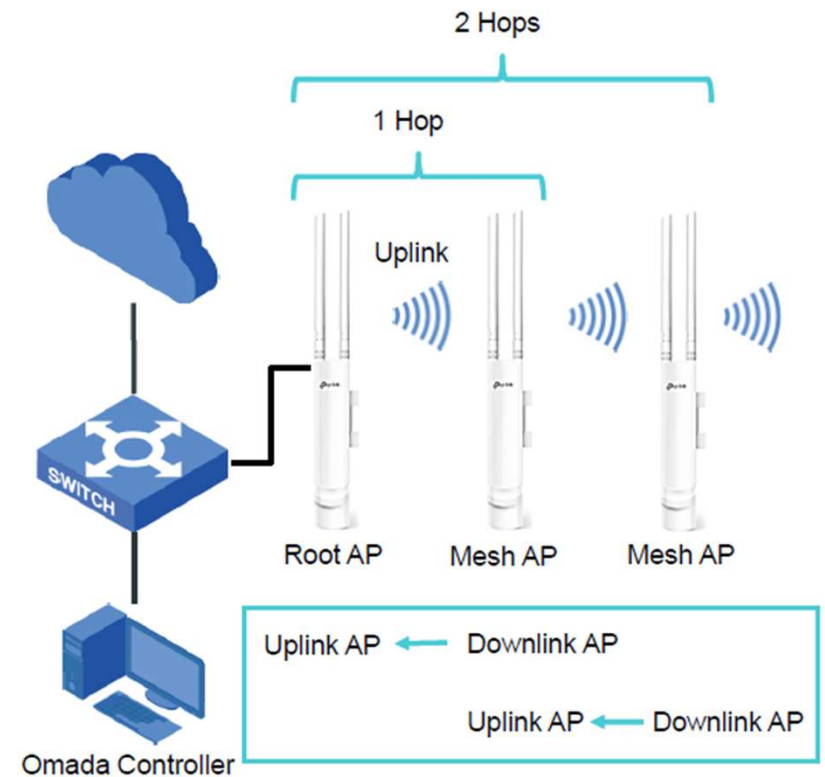 2 Hops
1 Hop
Uplink
SWITCH
Root AP
Mesh AP
Mesh AP
Uplink AP
Downlink AP
Uplink AP
Downlink AP
Omada Controller